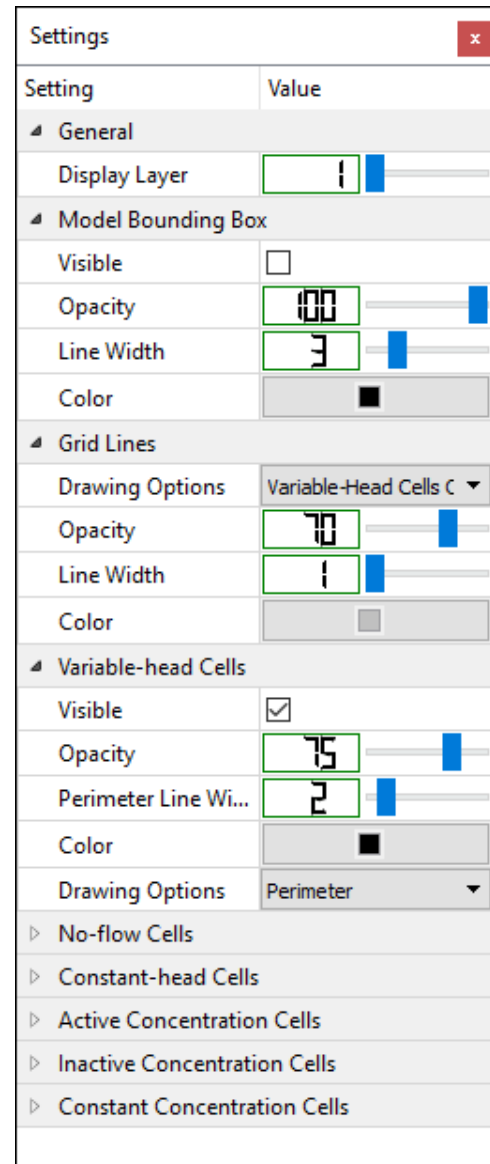 Settings x
Setting Value
General
Display Layer 1
Model Bounding Box
Visible
Opacity 100
Line Width 3
Color
Grid Lines
Drawing Options Variable-Head Cells C
Opacity 70
Line Width 1
Color
Variable-head Cells
Visible
Opacity 75
Perimeter Line Wi...
2
Color
Drawing Options Perimeter
No-flow Cells
Constant-head Cells
Active Concentration Cells
Inactive Concentration Cells
Constant Concentration Cells